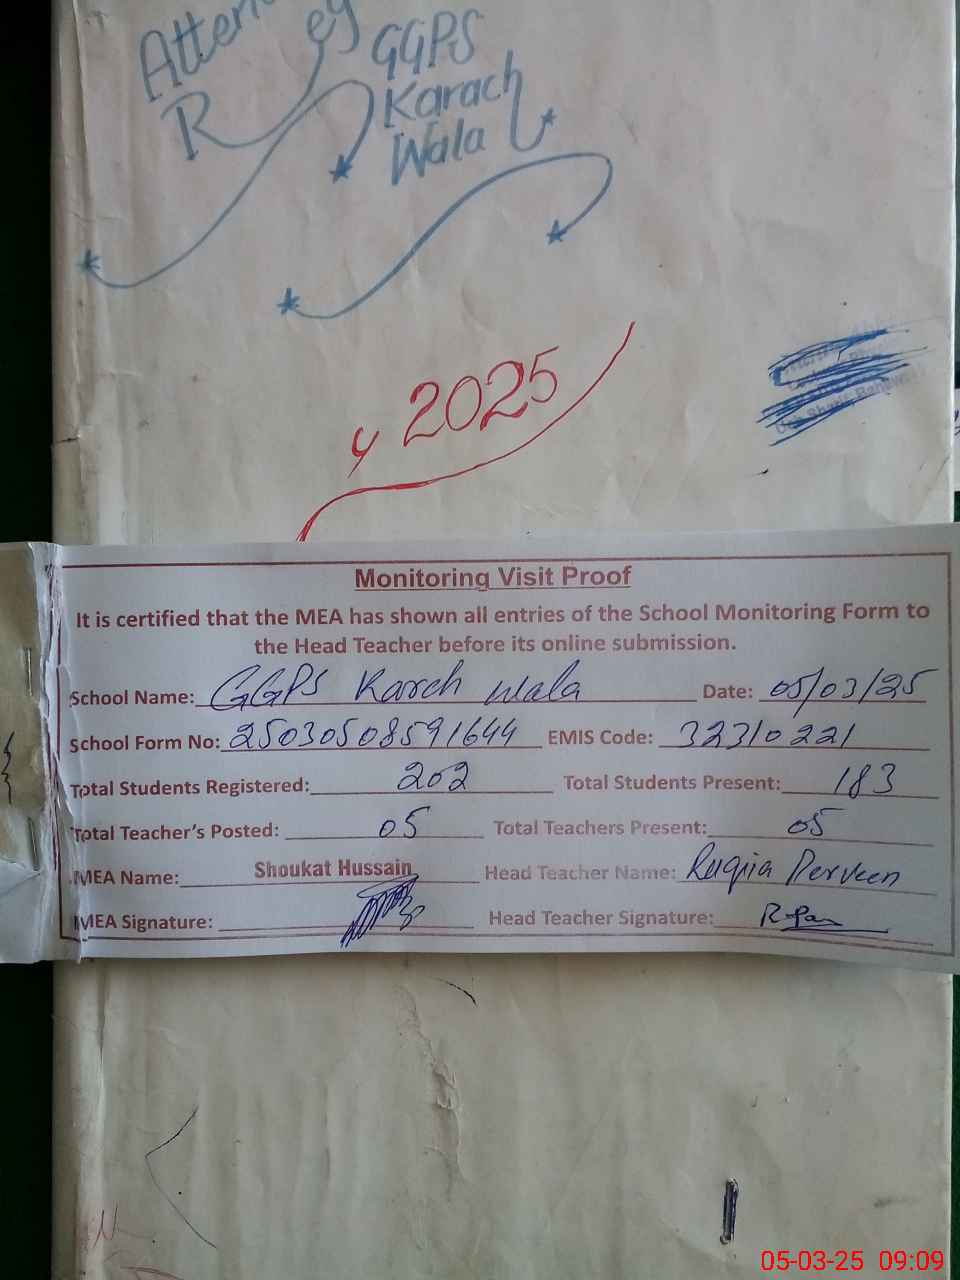 GGPS
Karach
Wala
R
2025
Monitoring Visit Proof
It is certified that the MEA has shown all entries of the School Monitoring Form to
the Head Teacher before its online submission.
School Name: GGPS Karch Wala Date: 05/03/25
School Form No: 25030508591644 EMIS Code: 32310221
Total Students Registered: 202 Total Students Present: 183
Total Teacher's Posted: 05 Total Teachers Present: 05
MEA Name: Shoukat Hussain Head Teacher Name: Ruqiia Perveen
MEA Signature: Head Teacher Signature:
05-03-25 09:09